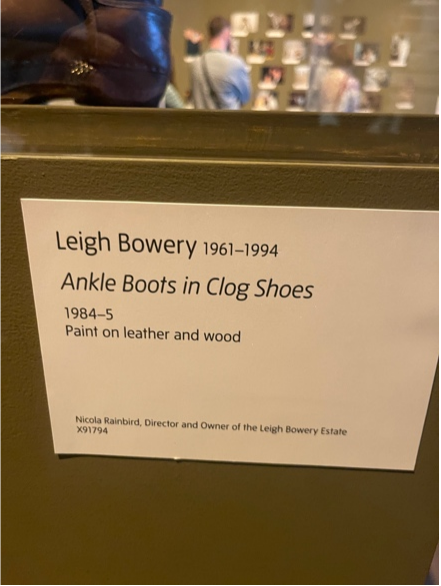 Leigh Bowery 1961–1994
Ankle Boots in Clog Shoes
1984–5
Paint on leather and wood
Nicola Rainbird, Director and Owner of the Leigh Bowery Estate
X91794